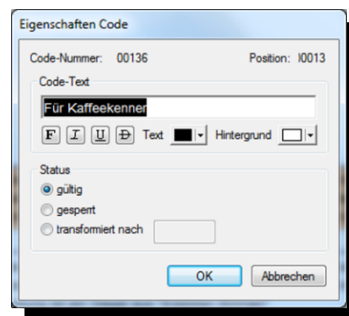 Eigenschaften Code
Code-Nummer: 00136 Position: I0013
Code-Text
Für Kaffeekenner
F I U D Text Hintergrund
Status
gültig
gesperrt
transformiert nach
OK Abbrechen